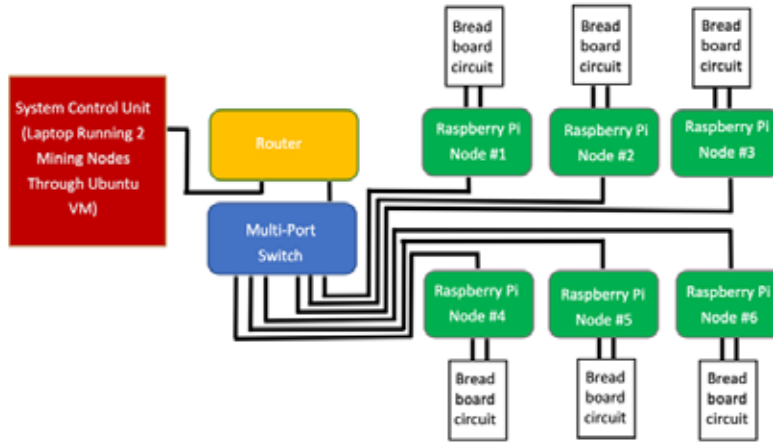 Bread
board
circuit
Bread
board
circuit
Bread
board
circuit
System Control Unit
(Laptop Running 2
Mining Nodes
Through Ubuntu
VM)
Router
Raspberry Pi
Node #1
Raspberry Pi
Node #2
Raspberry Pi
Node #3
Multi-Port
Switch
Raspberry Pi
Node #4
Raspberry Pi
Node #5
Raspberry Pi
Node #6
Bread
board
circuit
Bread
board
circuit
Bread
board
circuit